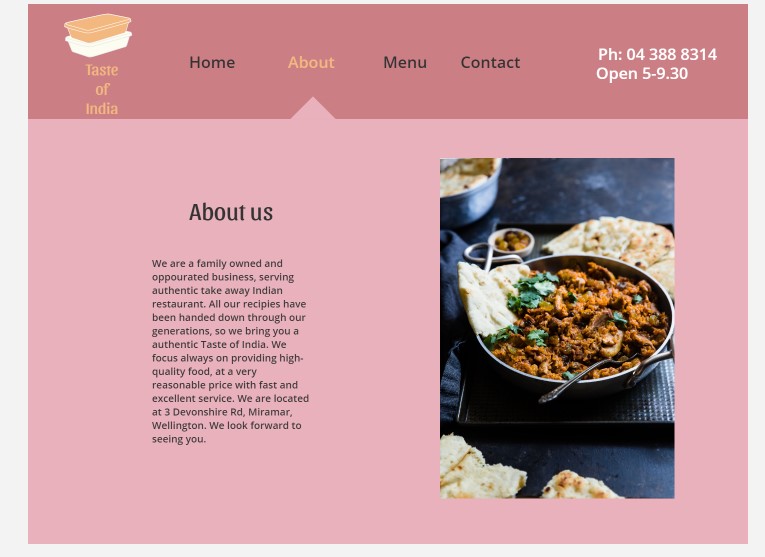 Taste
of
India
Home About Menu Contact
Ph: 04 388 8314
Open 5-9.30
About us
We are a family owned and
oppourated business, serving
authentic take away Indian
restaurant. All our recipies have
been handed down through our
generations, so we bring you a
authentic Taste of India. We
focus always on providing high-
quality food, at a very
reasonable price with fast and
excellent service. We are located
at 3 Devonshire Rd, Miramar,
Wellington. We look forward to
seeing you.